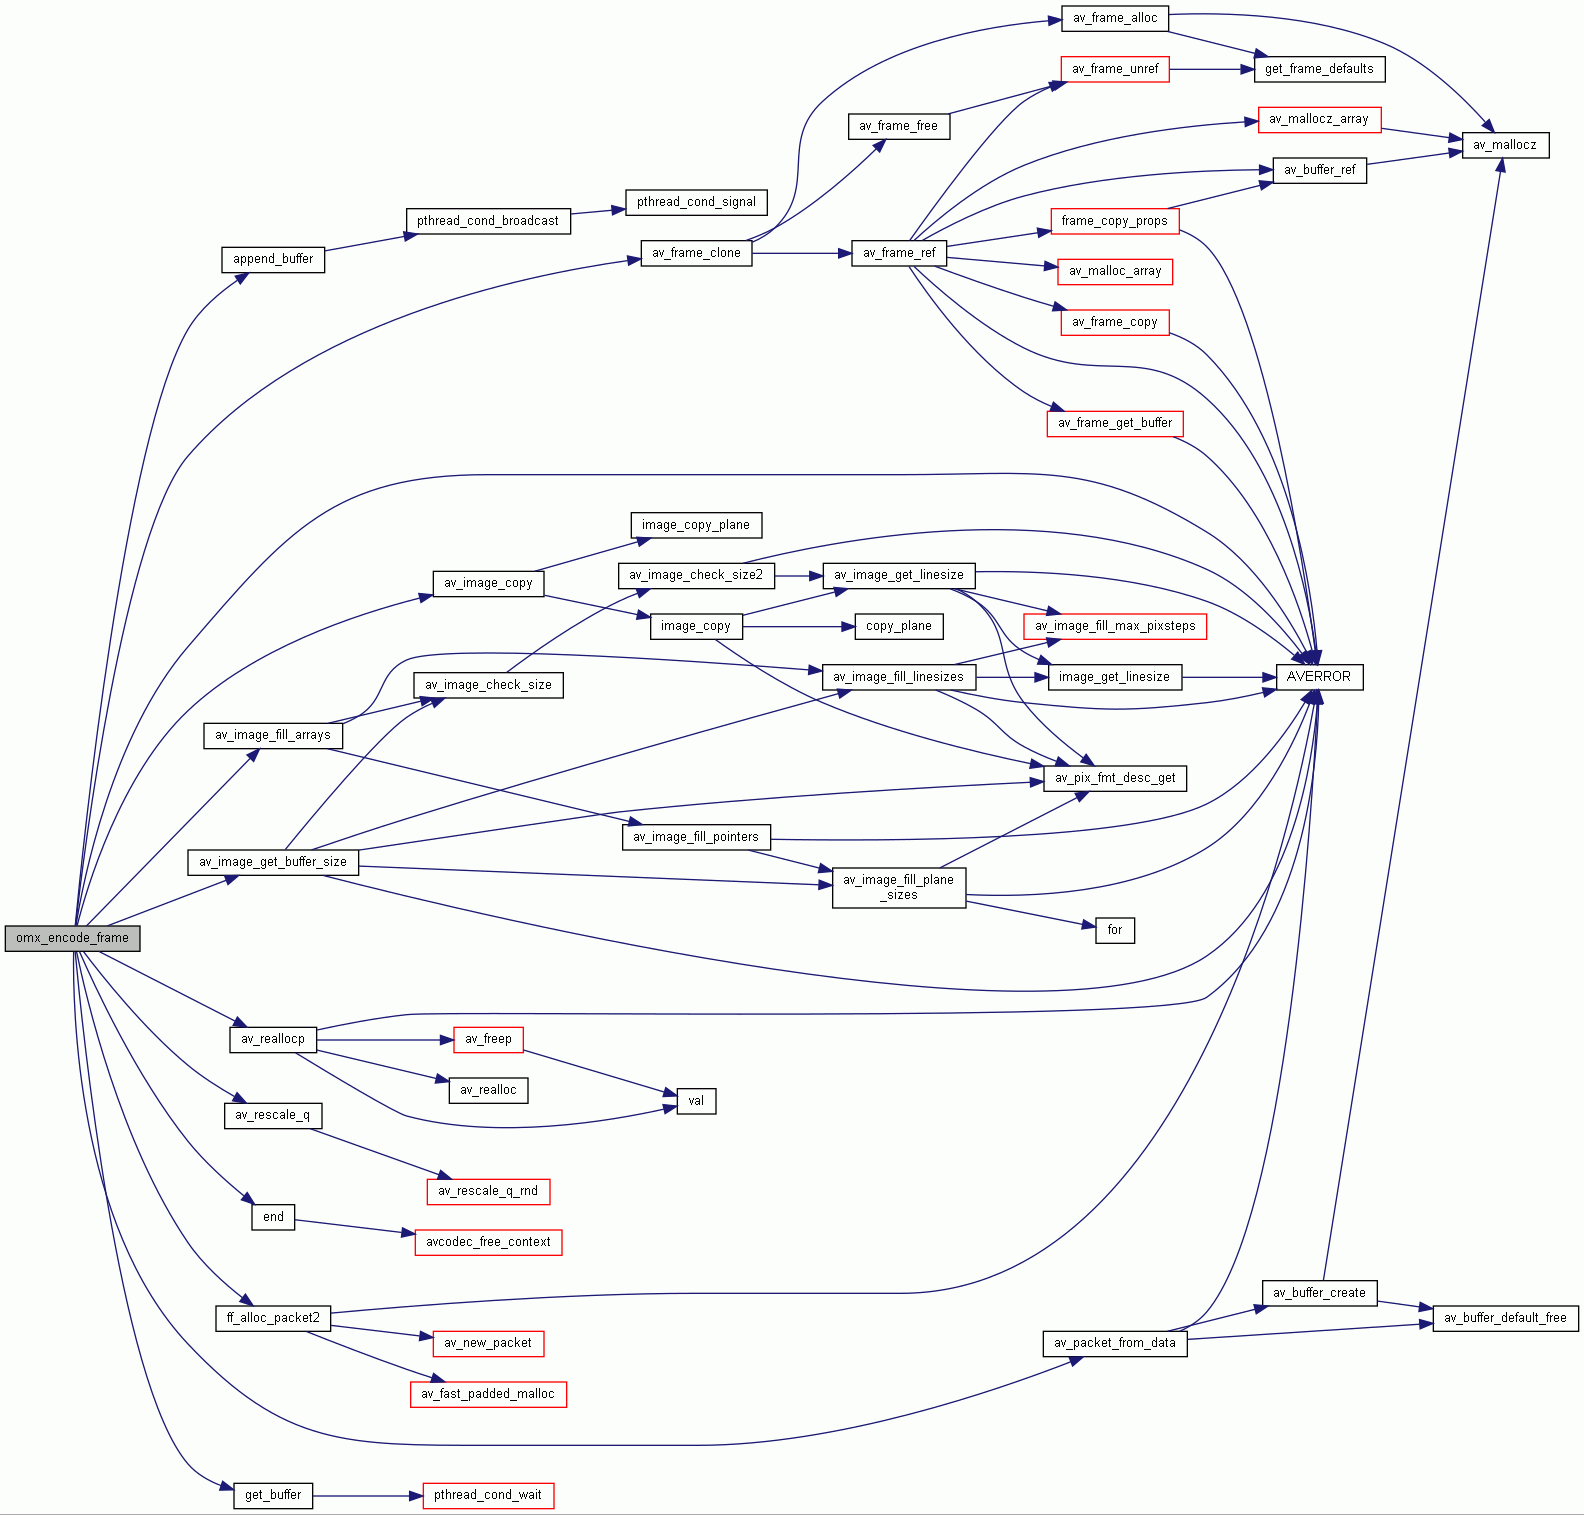 av_frame_alloc
av_frame_unref
get_frame_defaults
av_mallocz_array
av_frame_free
av_mallocz
av_buffer_ref
pthread_cond_signal
pthread_cond_broadcast
frame_copy_props
append_buffer
av_frame_clone
av_frame_ref
av_malloc_array
av_frame_copy
av_frame_get_buffer
image_copy_plane
av_image_copy
av_image_check_size2
av_image_get_linesize
image_copy
copy_plane
av_image_fill_max_pixsteps
av_image_check_size
av_image_fill_linesizes
image_get_linesize
AVERROR
av_image_fill_arrays
av_pix_fmt_desc_get
av_image_fill_pointers
av_image_get_buffer_size
av_image_fill_plane
_sizes
for
omx_encode_frame
av_reallocp
av_freep
av_realloc
val
av_rescale_q
av_rescale_q_rnd
end
avcodec_free_context
av_buffer_create
ff_alloc_packet2
av_buffer_default_free
av_new_packet
av_packet_from_data
av_fast_padded_malloc
get_buffer
pthread_cond_wait